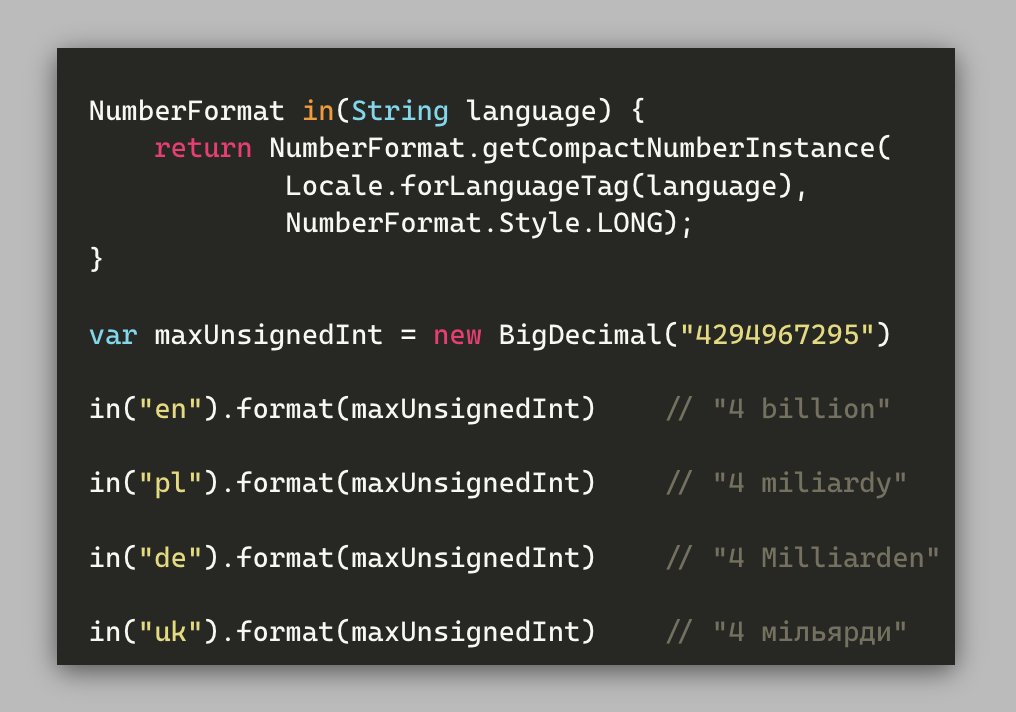 NumberFormat in(String language) {
    return NumberFormat.getCompactNumberInstance(
            Locale.forLanguageTag(language),
            NumberFormat.Style.LONG);
}
var maxUnsignedInt = new BigDecimal("4294967295")
in("en").format(maxUnsignedInt)    // "4 billion"
in("pl").format(maxUnsignedInt)    // "4 miliardy"
in("de").format(maxUnsignedInt)    // "4 Milliarden"
in("uk").format(maxUnsignedInt)    // "4 мільярди"